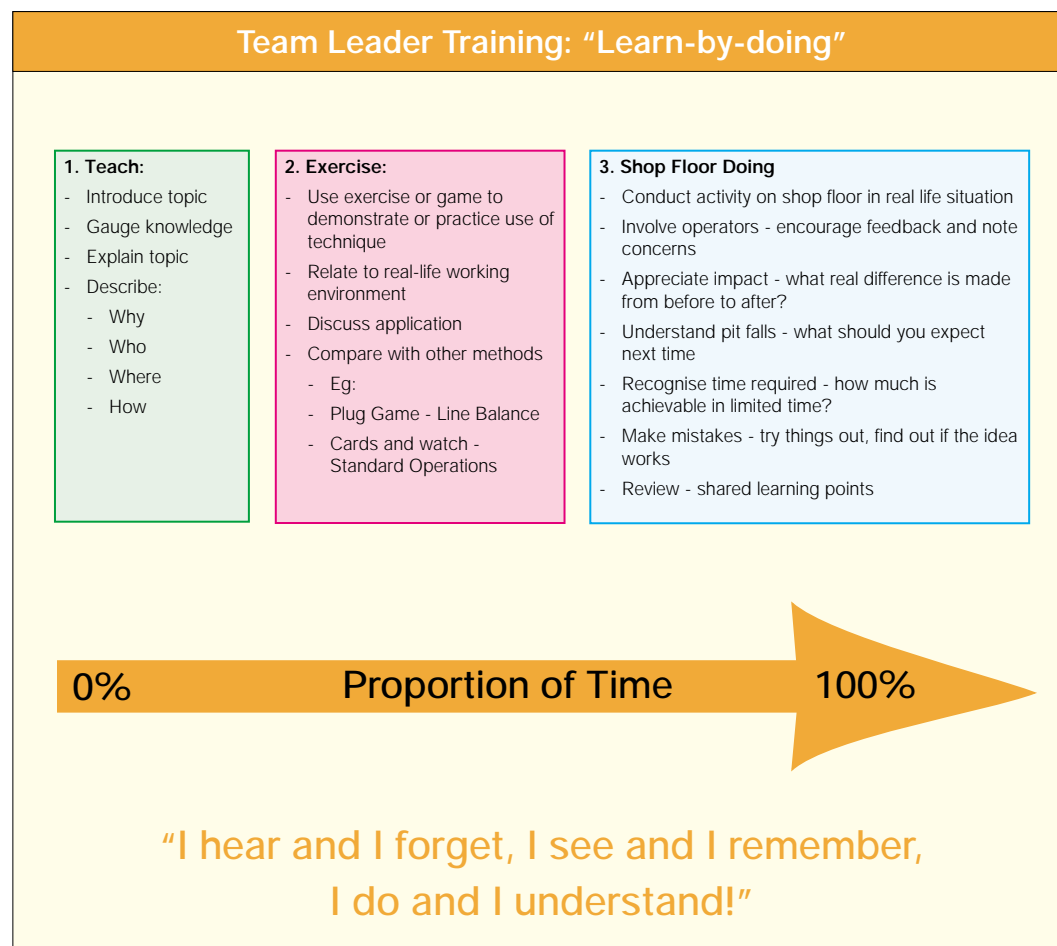 Team Leader Training: “Learn-by-doing”
1. Teach:
- Introduce topic
- Gauge knowledge
- Explain topic
- Describe:
- Why
- Who
- Where
- How
2. Exercise:
- Use exercise or game to
demonstrate or practice use of
technique
- Relate to real-life working
environment
- Discuss application
- Compare with other methods
- Eg:
- Plug Game - Line Balance
- Cards and watch -
Standard Operations
3. Shop Floor Doing
- Conduct activity on shop floor in real life situation
- Involve operators - encourage feedback and note
concerns
- Appreciate impact - what real difference is made
from before to after?
- Understand pit falls - what should you expect
next time
- Recognise time required - how much is
achievable in limited time?
- Make mistakes - try things out, find out if the idea
works
- Review - shared learning points
0% Proportion of Time 100%
“I hear and I forget, I see and I remember,
I do and I understand!”